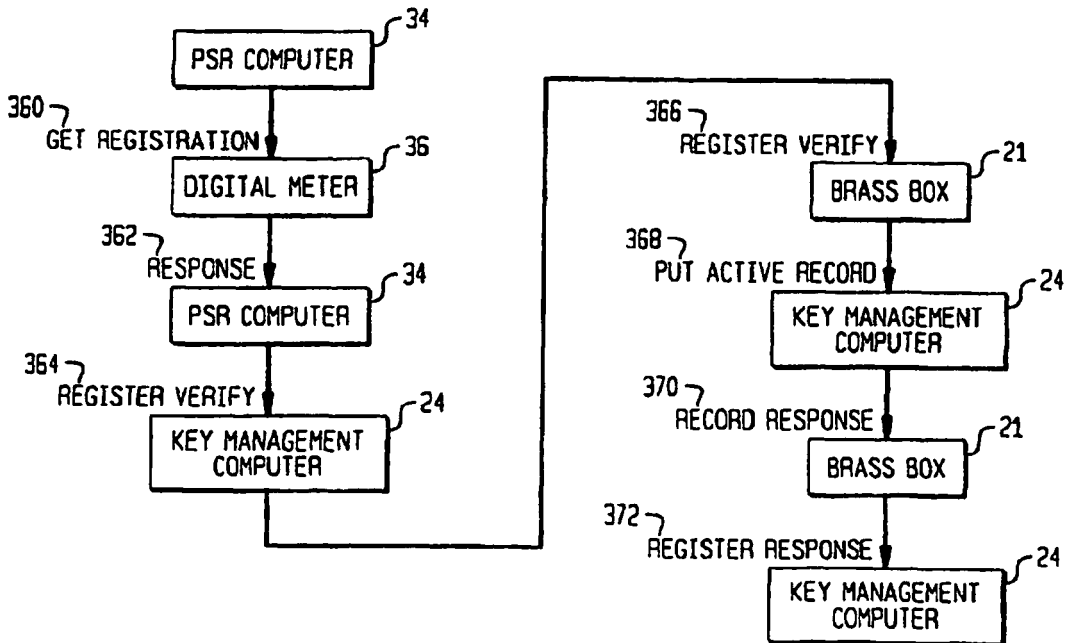 34
PSR COMPUTER
360
GET REGISTRATION
36
DIGITAL METER
362
RESPONSE
34
PSR COMPUTER
364
REGISTER VERIFY
24
KEY MANAGEMENT
COMPUTER
366
REGISTER VERIFY
21
BRASS BOX
368
PUT ACTIVE RECORD
24
KEY MANAGEMENT
COMPUTER
370
RECORD RESPONSE
21
BRASS BOX
372
REGISTER RESPONSE
24
KEY MANAGEMENT
COMPUTER